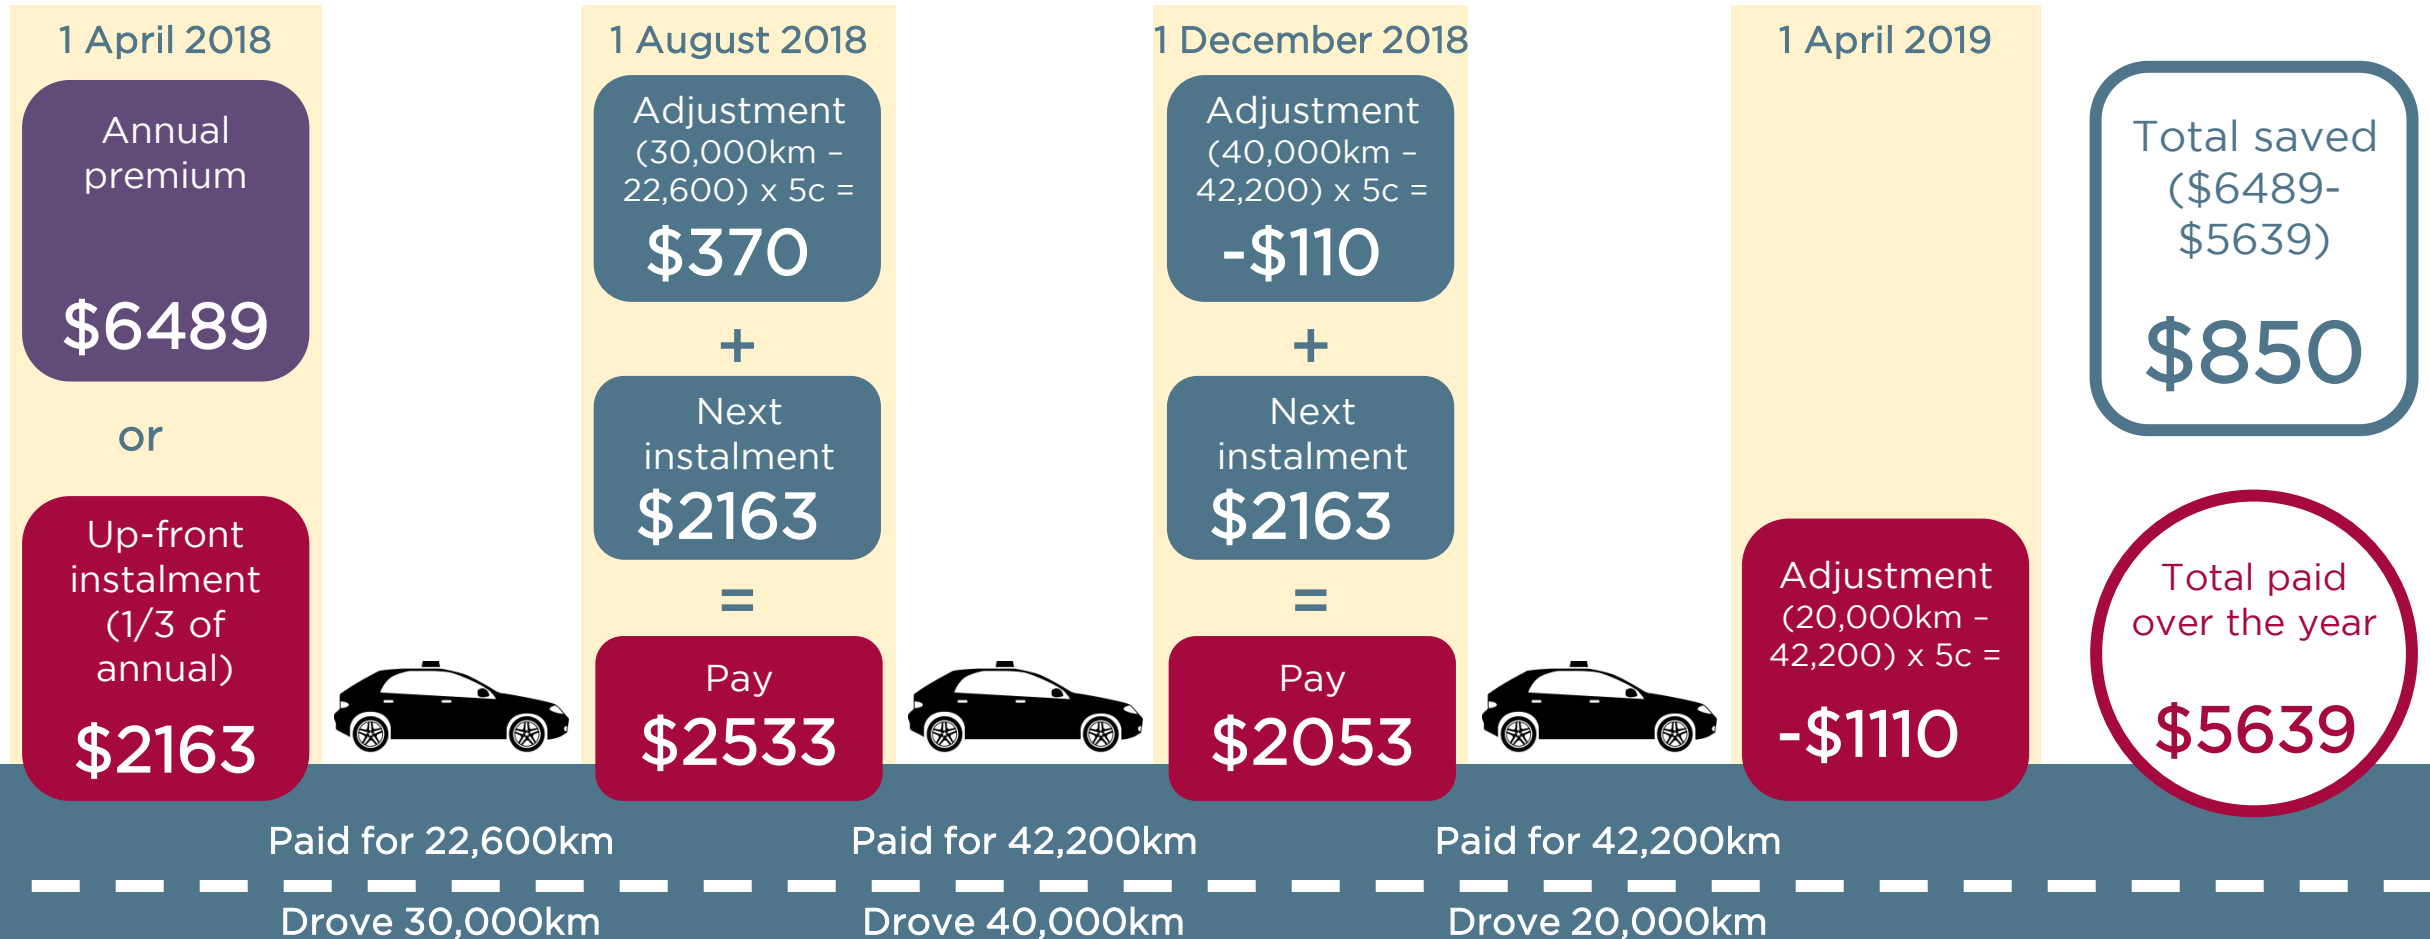 1 April 2018
Annual
premium
$6489
or
Up-front
instalment
(1/3 of
annual)
$2163
1 August 2018
Adjustment
(30,000km –
22,600) x 5c =
$370
+
Next
instalment
$2163
=
Pay
$2533
1 December 2018
Adjustment
(40,000km –
42,200) x 5c =
-$110
+
Next
instalment
$2163
=
Pay
$2053
1 April 2019
Adjustment
(20,000km –
42,200) x 5c =
-$1110
Total saved
($6489-
$5639)
$850
Total paid
over the year
$5639
Paid for 22,600km
Paid for 42,200km
Paid for 42,200km
Drove 30,000km
Drove 40,000km
Drove 20,000km